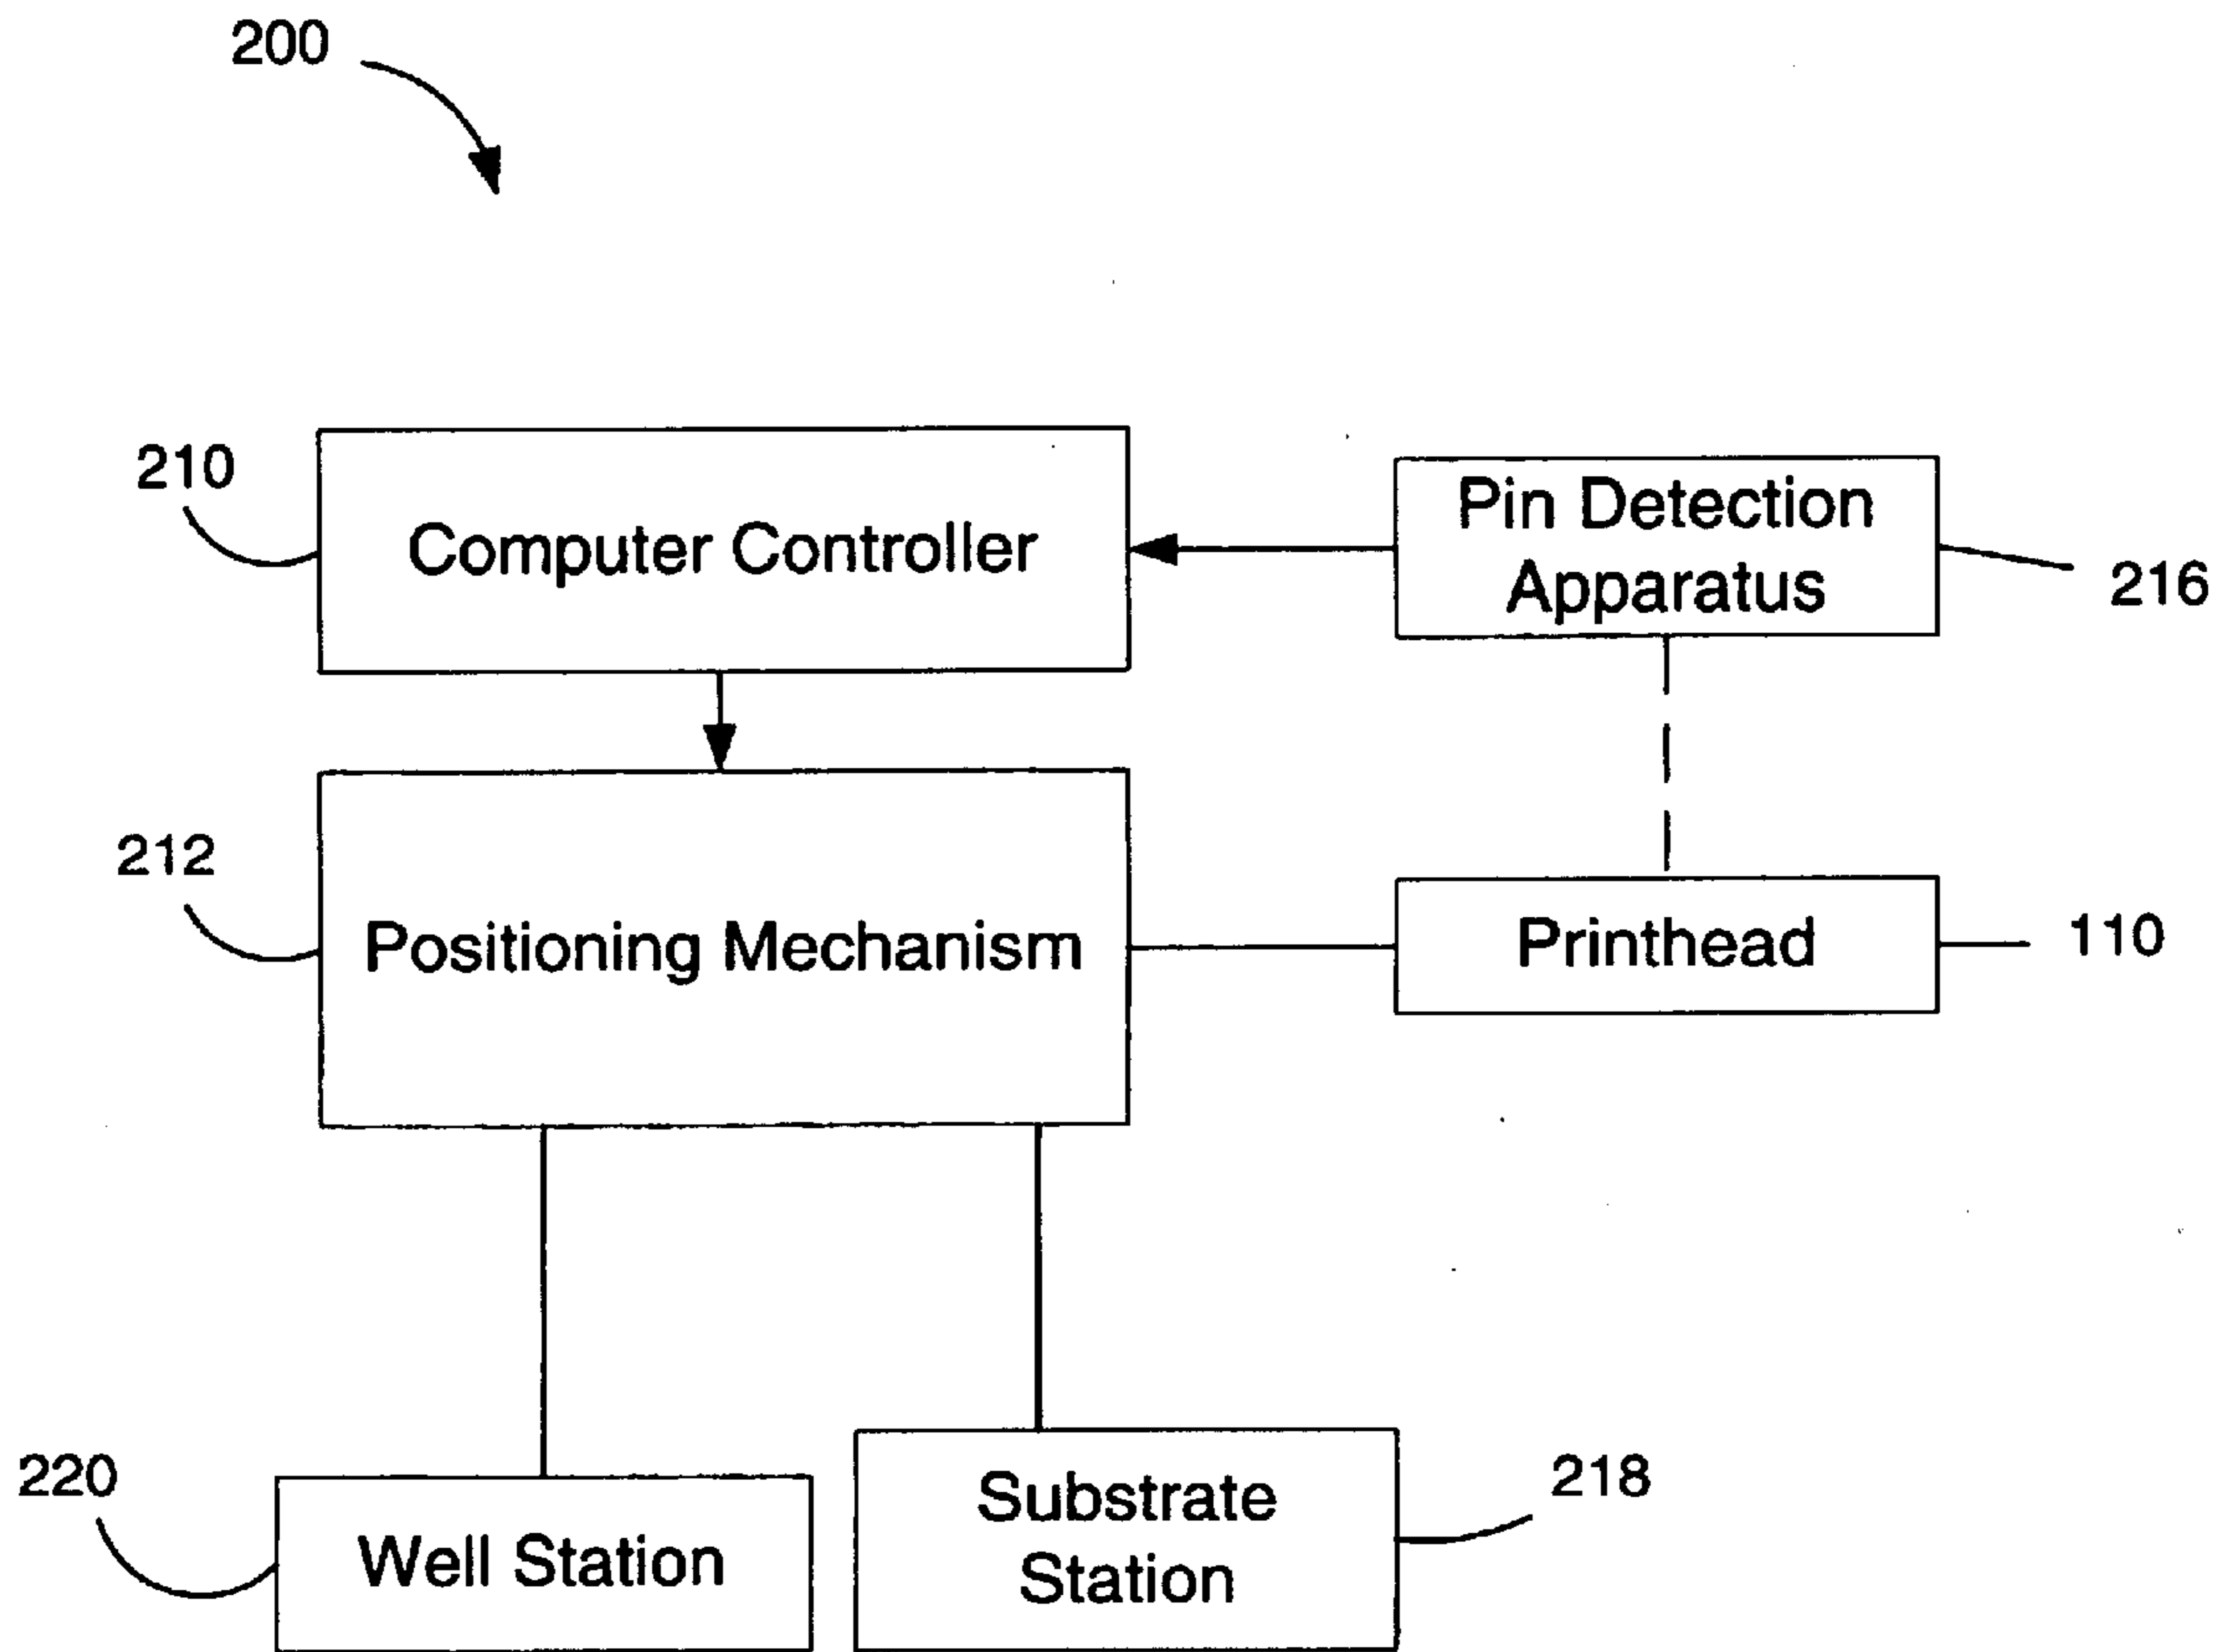 200
210
Computer Controller
Pin Detection
Apparatus
216
212
Positioning Mechanism
Printhead
110
220
Well Station
Substrate
Station
218